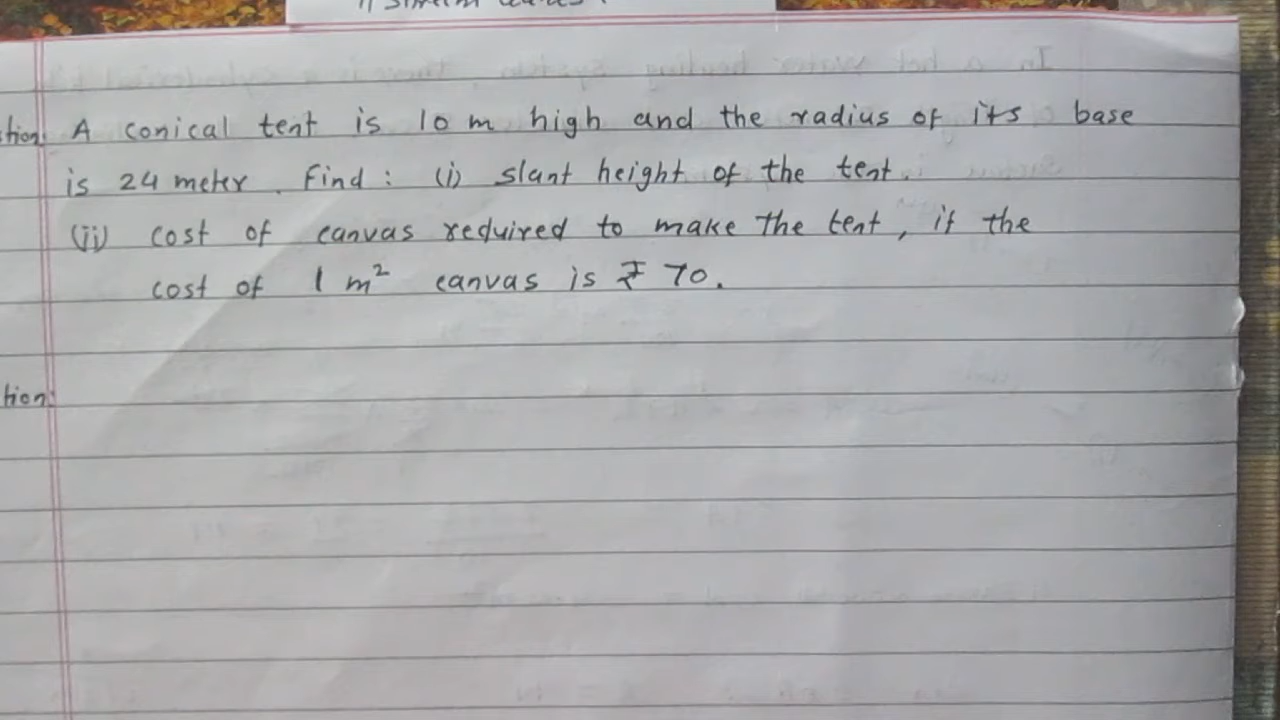 tion: A conical tent is 10 m high and the radius of its base
is 24 meter. Find: (i) slant height of the tent.
(ii) cost of canvas required to make the tent, if the
cost of 1 m² canvas is ₹ 70.
tion: